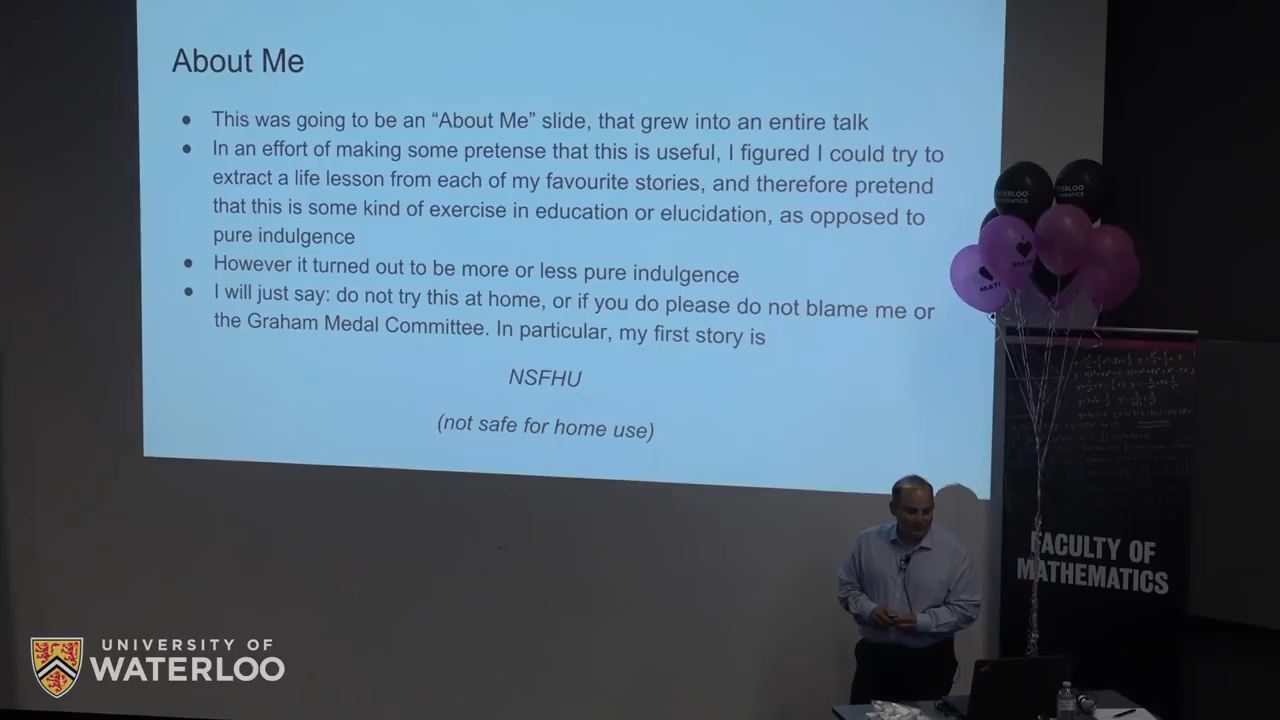 About Me
● This was going to be an “About Me” slide, that grew into an entire talk
● In an effort of making some pretense that this is useful, I figured I could try to
extract a life lesson from each of my favourite stories, and therefore pretend
that this is some kind of exercise in education or elucidation, as opposed to
pure indulgence
● However it turned out to be more or less pure indulgence
● I will just say: do not try this at home, or if you do please do not blame me or
the Graham Medal Committee. In particular, my first story is
NSFHU
(not safe for home use)
FACULTY OF
MATHEMATICS
UNIVERSITY OF
WATERLOO